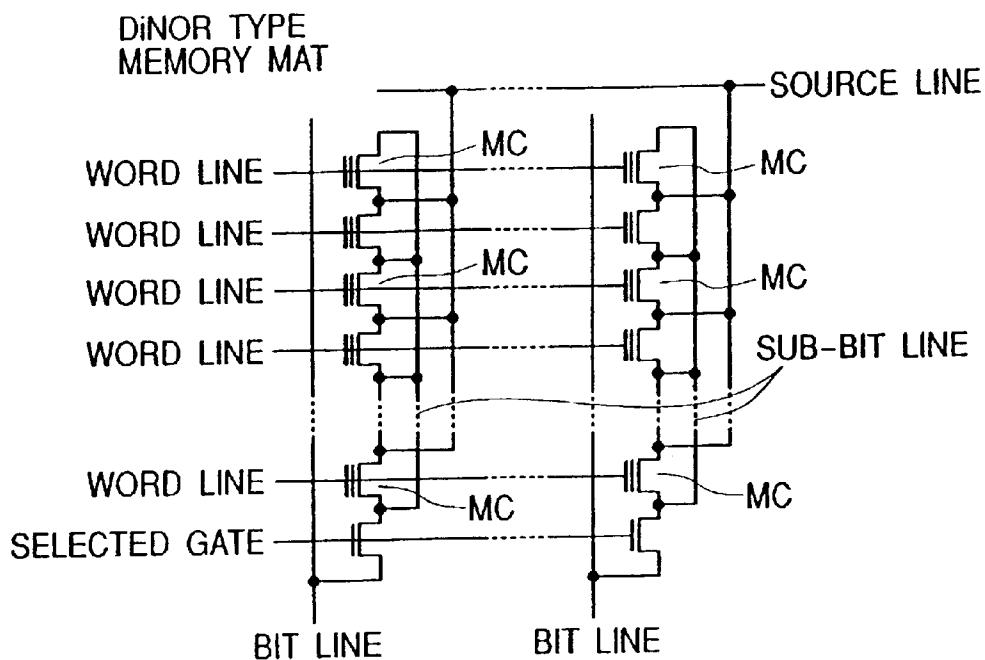 DiNOR TYPE
MEMORY MAT
SOURCE LINE
MC
MC
WORD LINE
WORD LINE
MC
MC
WORD LINE
WORD LINE
SUB-BIT LINE
WORD LINE
MC
MC
SELECTED GATE
BIT LINE
BIT LINE